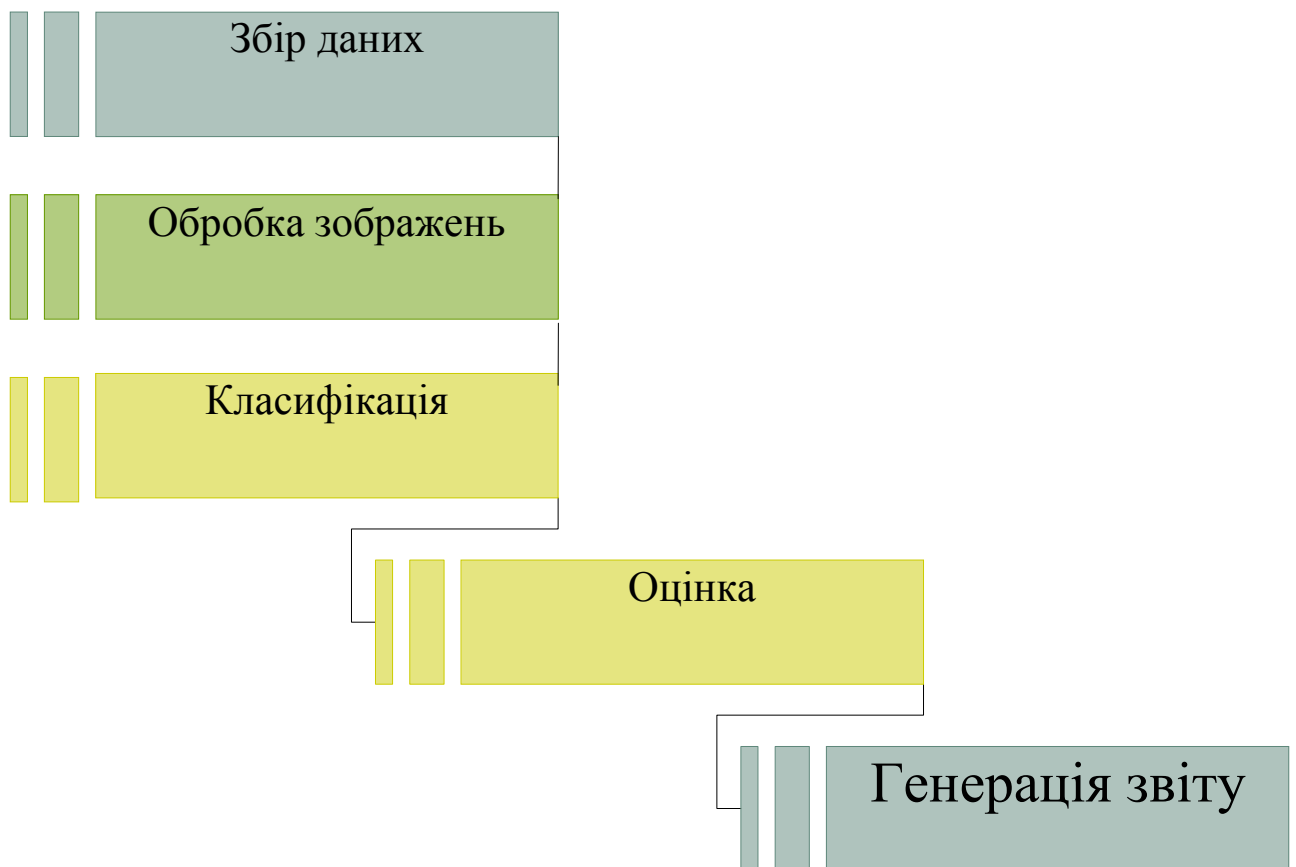 Збір даних
Обробка зображень
Класифікація
Оцінка
Генерація звіту